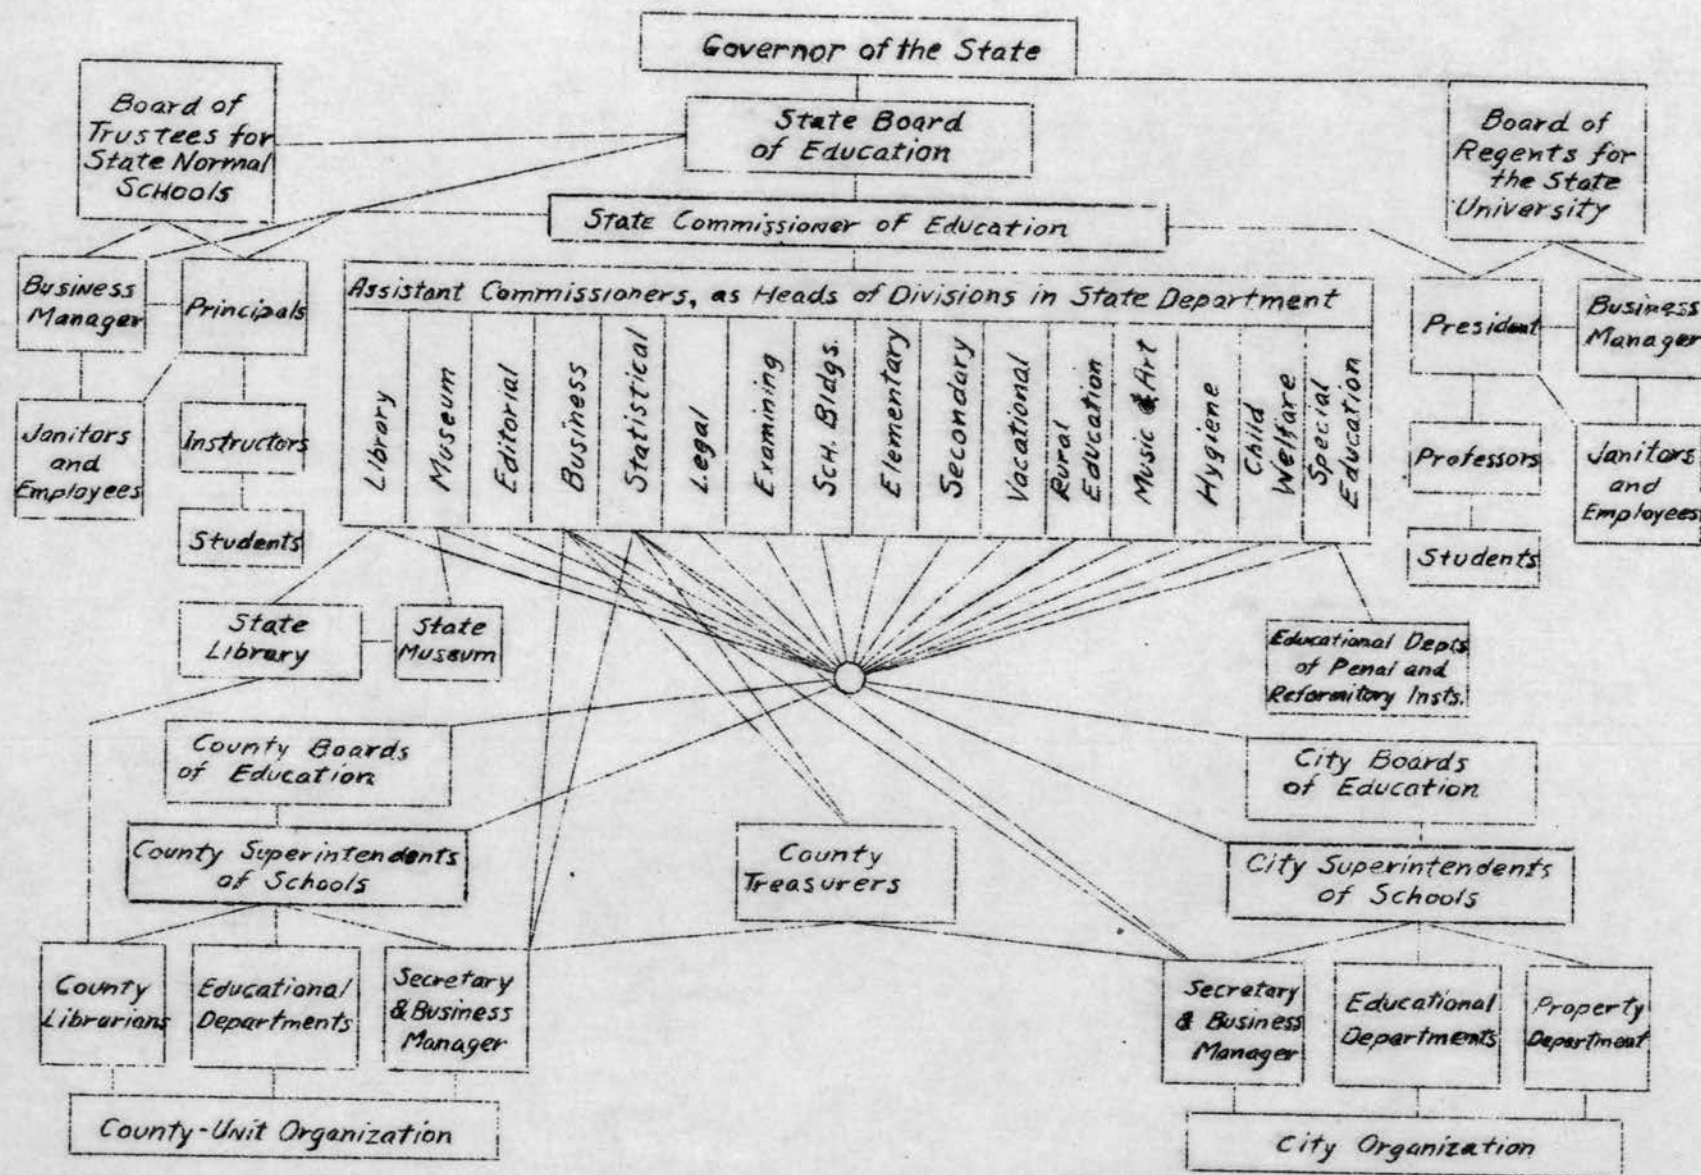 Governor of the State
Board of
Trustees for
State Normal
Schools
State Board
of Education
Board of
Regents for
the State
University
State Commissioner of Education
Business
Manager
Principals
Assistant Commissioners, as Heads of Divisions in State Department
President
Business
Manager
Library
Museum
Editorial
Business
Statistical
Legal
Examining
Sch. Bldgs.
Elementary
Secondary
Vacational
Rural
Education
Music & Art
Hygiene
Child
Welfare
Special
Education
Janitors
and
Employees
Instructors
Professors
Janitors
and
Employees
Students
Students
State
Library
State
Museum
Educational Depts
of Penal and
Reformitory Insts.
County Boards
of Education
City Boards
of Education
County Superintendents
of Schools
County
Treasurers
City Superintendents
of Schools
County
Librarians
Educational
Departments
Secretary
& Business
Manager
Secretary
& Business
Manager
Educational
Departments
Property
Department
County-Unit Organization
City Organization